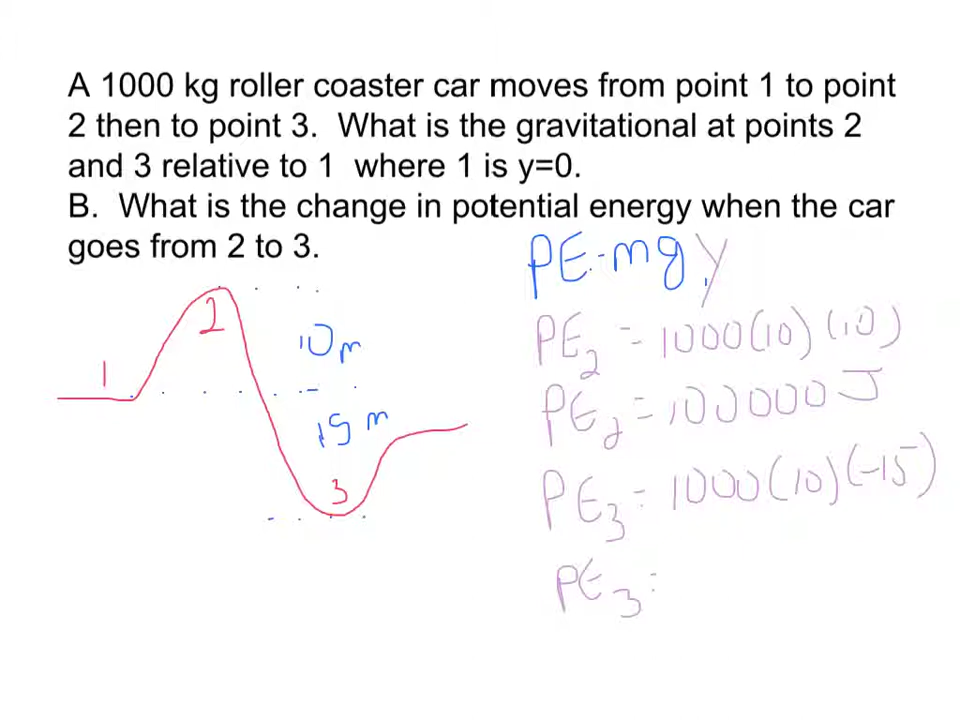 A 1000 kg roller coaster car moves from point 1 to point
2 then to point 3. What is the gravitational at points 2
and 3 relative to 1 where 1 is y=0.
B. What is the change in potential energy when the car
goes from 2 to 3.
PE=mgy
2
10m
PE2 = 1000(10)(10)
1
PE2 = 100000 J
15 m
PE3 = 1000(10)(-15)
3
PE3 =